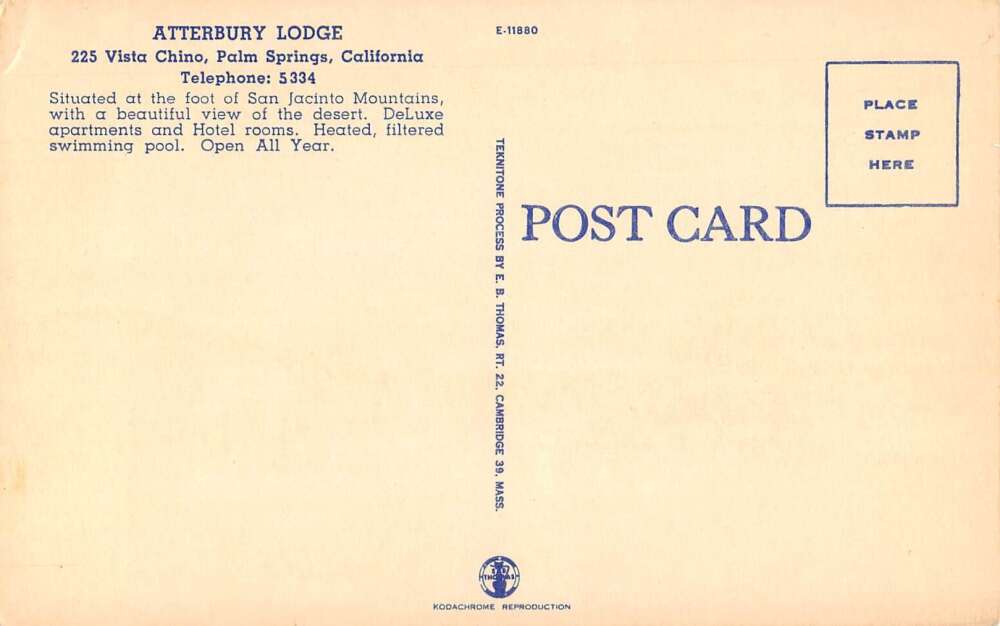 ATTERBURY LODGE
225 Vista Chino, Palm Springs, California
Telephone: 5334
Situated at the foot of San Jacinto Mountains,
with a beautiful view of the desert. DeLuxe
apartments and Hotel rooms. Heated, filtered
swimming pool. Open All Year.
E-11880
TEKNITONE PROCESS BY E. B. THOMAS, RT. 22, CAMBRIDGE 39, MASS.
POST CARD
PLACE
STAMP
HERE
THOMAS
KODACHROME REPRODUCTION